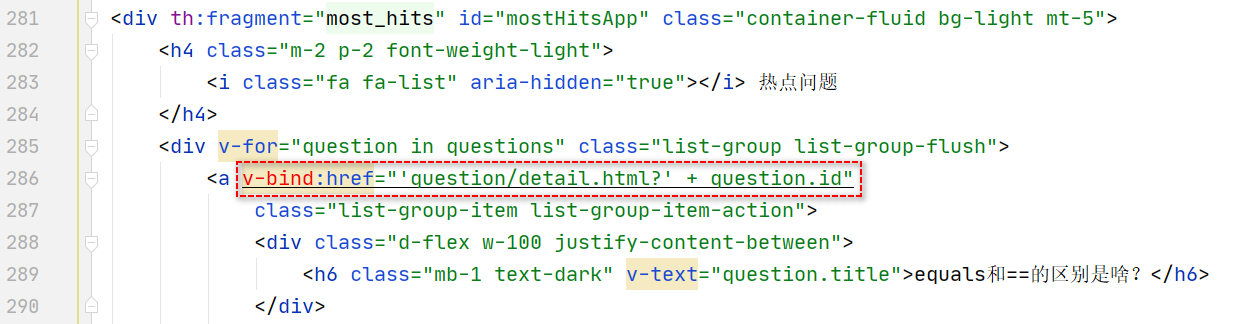 281 <div th:fragment="most_hits" id="mostHitsApp" class="container-fluid bg-light mt-5">
282 <h4 class="m-2 p-2 font-weight-light">
283 <i class="fa fa-list" aria-hidden="true"></i> 热点问题
284 </h4>
285 <div v-for="question in questions" class="list-group list-group-flush">
286 <a v-bind:href="'question/detail.html?' + question.id"
287 class="list-group-item list-group-item-action">
288 <div class="d-flex w-100 justify-content-between">
289 <h6 class="mb-1 text-dark" v-text="question.title">equals和==的区别是啥？</h6>
290 </div>